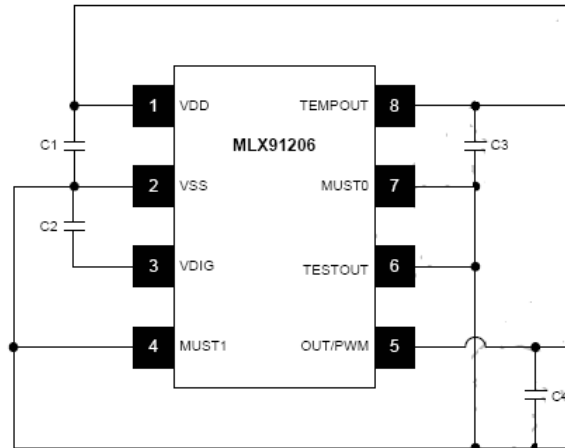 1 VDD TEMPOUT 8
C1 MLX91206 C3
2 VSS MUST0 7
C2
3 VDIG TESTOUT 6
4 MUST1 OUT/PWM 5
C4